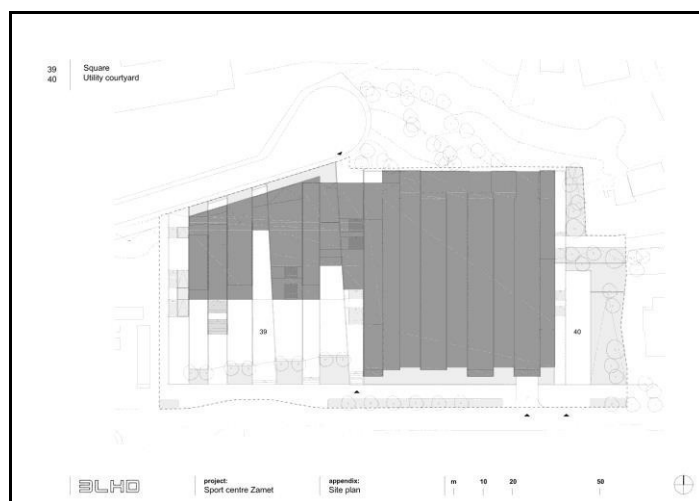 39 Square
40 Utility courtyard
39
40
3LHD
project:
Sport centre Zamet
appendix:
Site plan
m 10 20 50